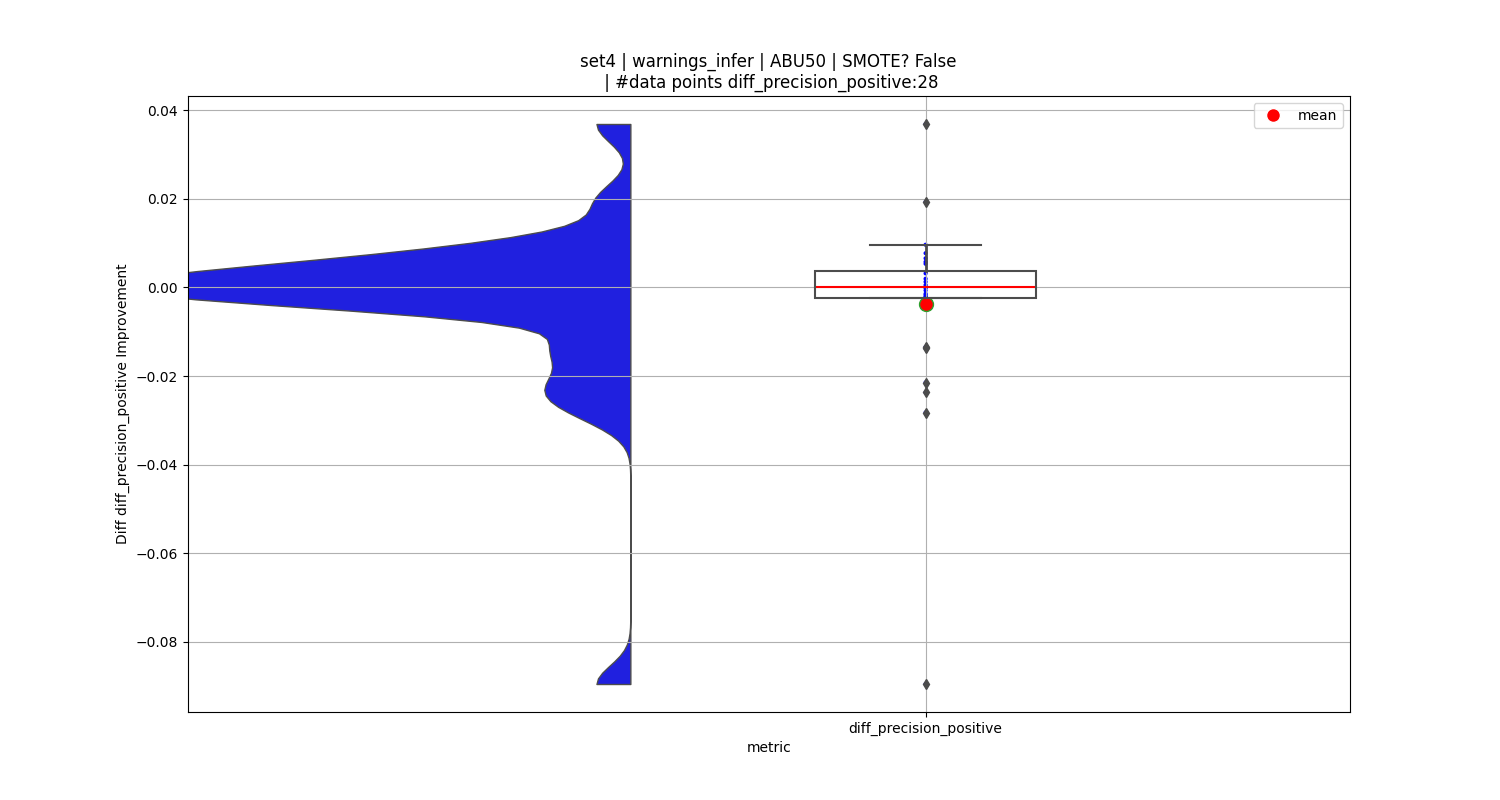 set4 | warnings_infer | ABU50 | SMOTE? False
| #data points diff_precision_positive:28
mean
0.04
0.02
0.00
−0.02
−0.04
−0.06
−0.08
Diff diff_precision_positive Improvement
diff_precision_positive
metric